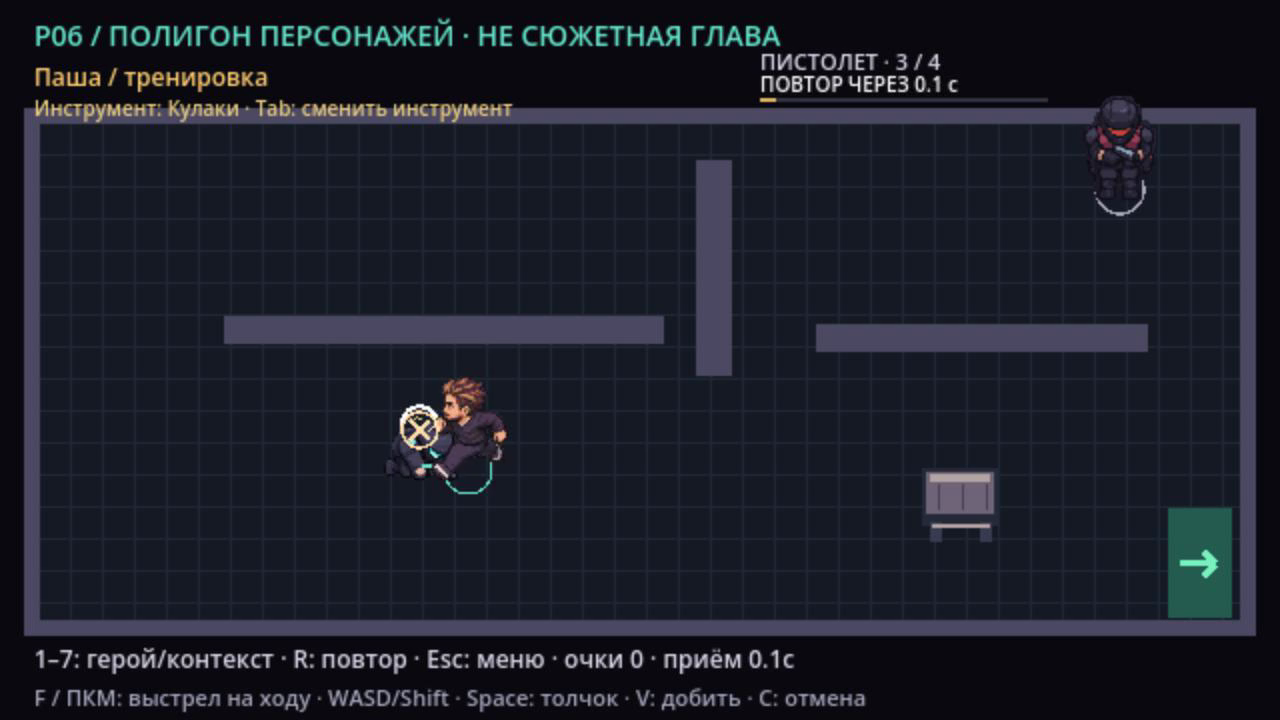 P06 / ПОЛИГОН ПЕРСОНАЖЕЙ · НЕ СЮЖЕТНАЯ ГЛАВА
ПИСТОЛЕТ · 3 / 4
Паша / тренировка
ПОВТОР ЧЕРЕЗ 0.1 с
Инструмент: Кулаки · Tab: сменить инструмент
1–7: герой/контекст · R: повтор · Esc: меню · очки 0 · приём 0.1с
F / ПКМ: выстрел на ходу · WASD/Shift · Space: толчок · V: добить · C: отмена